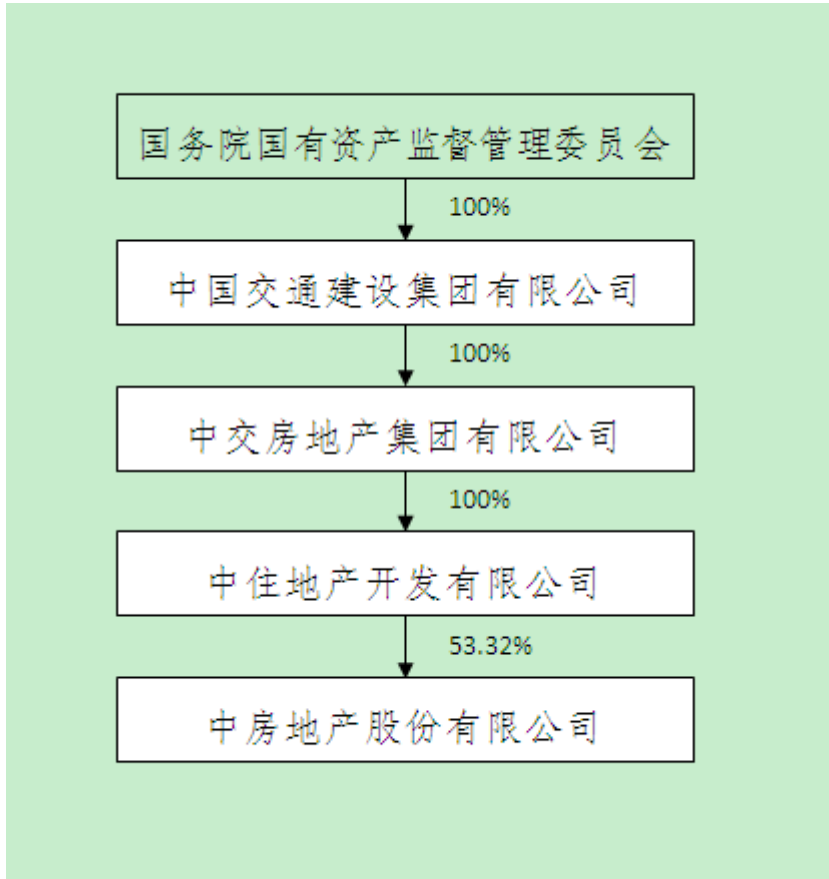 国务院国有资产监督管理委员会
100%
中国交通建设集团有限公司
100%
中交房地产集团有限公司
100%
中住地产开发有限公司
53.32%
中房地产股份有限公司